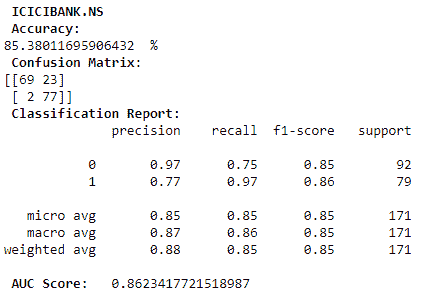 ICICIBANK.NS
Accuracy:
85.38011695906432 %
Confusion Matrix:
[[69 23]
[ 2 77]]
Classification Report:
precision recall f1-score support
0 0.97 0.75 0.85 92
1 0.77 0.97 0.86 79
micro avg 0.85 0.85 0.85 171
macro avg 0.87 0.86 0.85 171
weighted avg 0.88 0.85 0.85 171
AUC Score: 0.8623417721518987